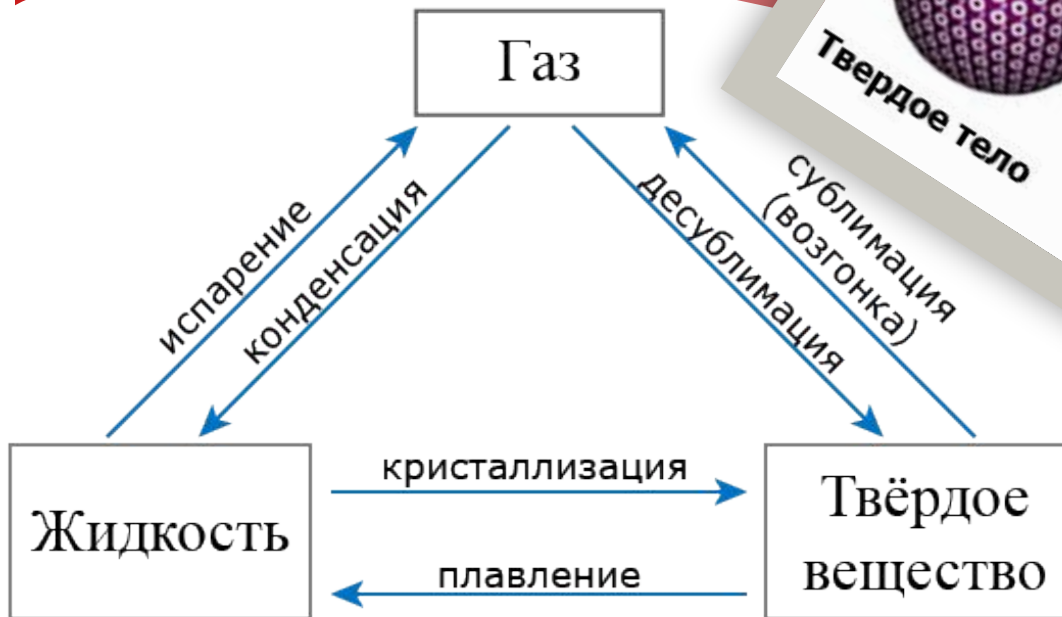 Газ
Твердое тело
испарение
конденсация
десублимация
сублимация
(возгонка)
кристаллизация
Жидкость
Твёрдое
вещество
плавление